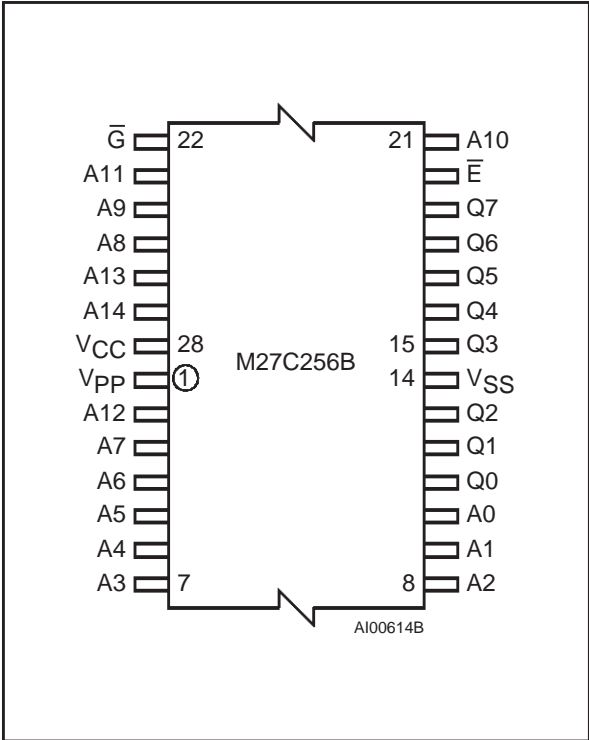 G̅ 22 21 A10
A11 E̅
A9 Q7
A8 Q6
A13 Q5
A14 Q4
VCC 28 15 Q3
M27C256B
VPP 1 14 VSS
A12 Q2
A7 Q1
A6 Q0
A5 A0
A4 A1
A3 7 8 A2
AI00614B